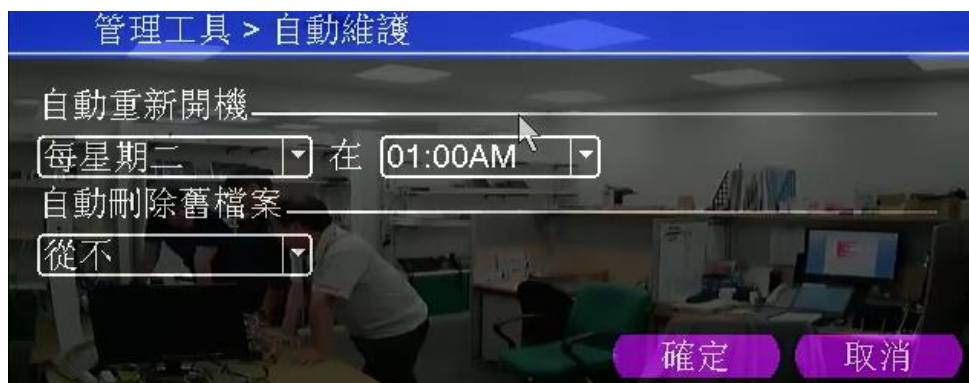 管理工具 > 自動維護
自動重新開機
每星期二 在 01:00AM
自動刪除舊檔案
從不
確定 取消